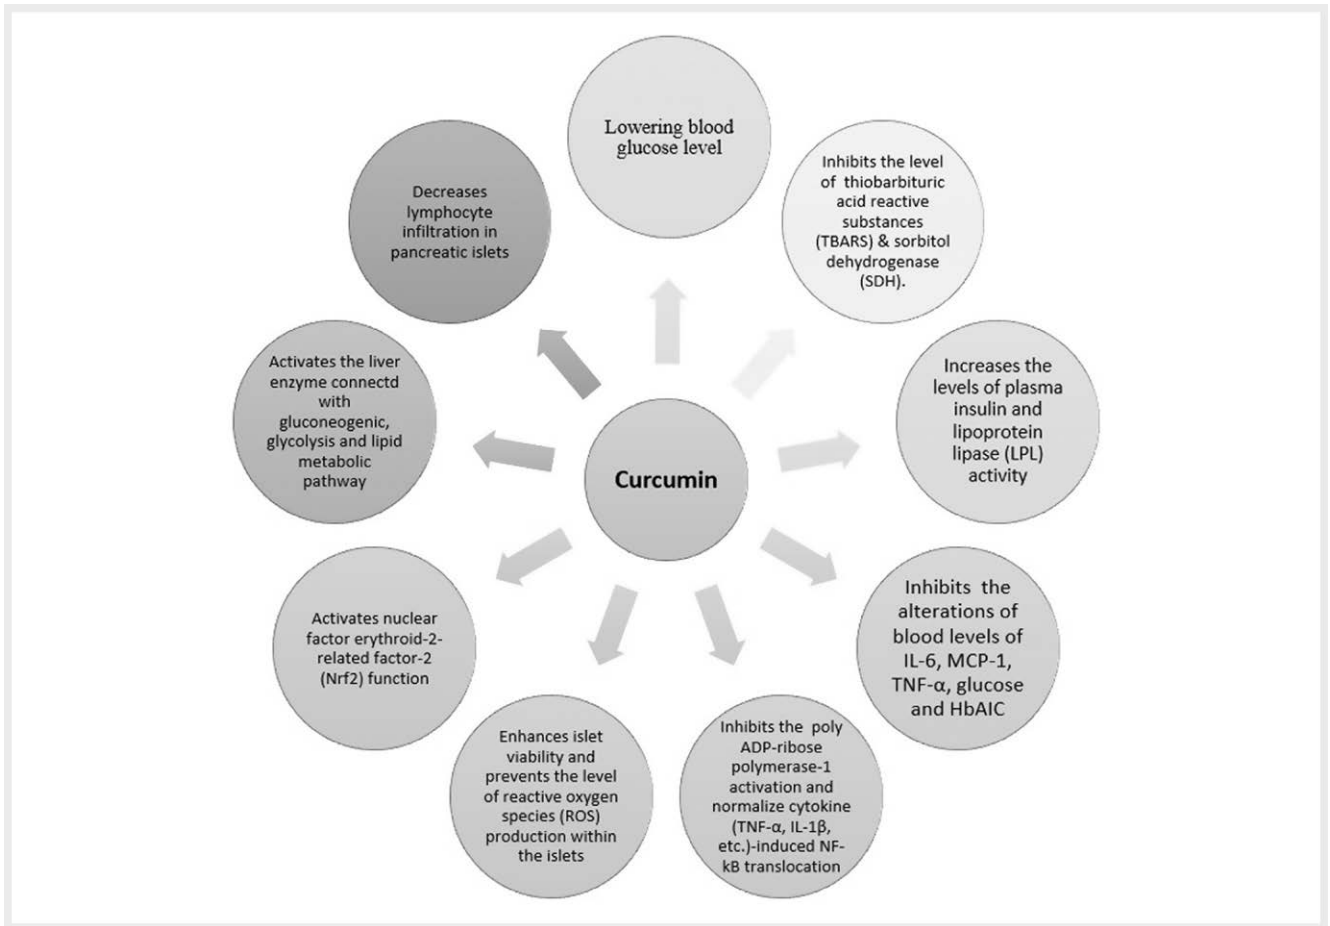 Lowering blood
glucose level
Inhibits the level
of thiobarbituric
acid reactive
substances
(TBARS) & sorbitol
dehydrogenase
(SDH).
Increases the
levels of plasma
insulin and
lipoprotein
lipase (LPL)
activity
Inhibits the
alterations of
blood levels of
IL-6, MCP-1,
TNF-α, glucose
and HbAIC
Inhibits the poly
ADP-ribose
polymerase-1
activation and
normalize cytokine
(TNF-α, IL-1β,
etc.)-induced NF-
kB translocation
Enhances islet
viability and
prevents the level
of reactive oxygen
species (ROS)
production within
the islets
Activates nuclear
factor erythroid-2-
related factor-2
(Nrf2) function
Activates the liver
enzyme connectd
with
gluconeogenic,
glycolysis and lipid
metabolic
pathway
Decreases
lymphocyte
infiltration in
pancreatic islets
Curcumin